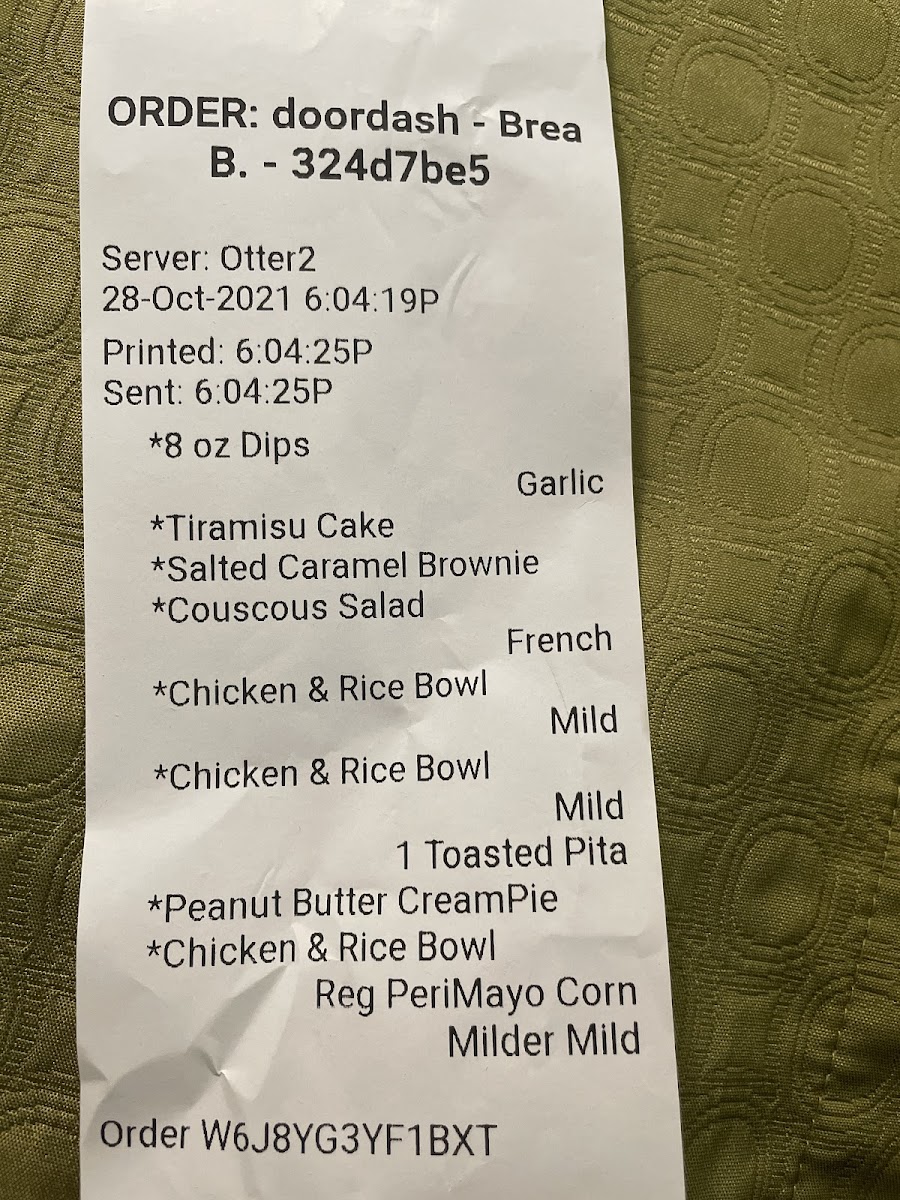 ORDER: doordash - Brea
B. - 324d7be5
Server: Otter2
28-Oct-2021 6:04:19P
Printed: 6:04:25P
Sent: 6:04:25P
*8 oz Dips
Garlic
*Tiramisu Cake
*Salted Caramel Brownie
*Couscous Salad
French
*Chicken & Rice Bowl
Mild
*Chicken & Rice Bowl
Mild
1 Toasted Pita
*Peanut Butter CreamPie
*Chicken & Rice Bowl
Reg PeriMayo Corn
Milder Mild
Order W6J8YG3YF1BXT